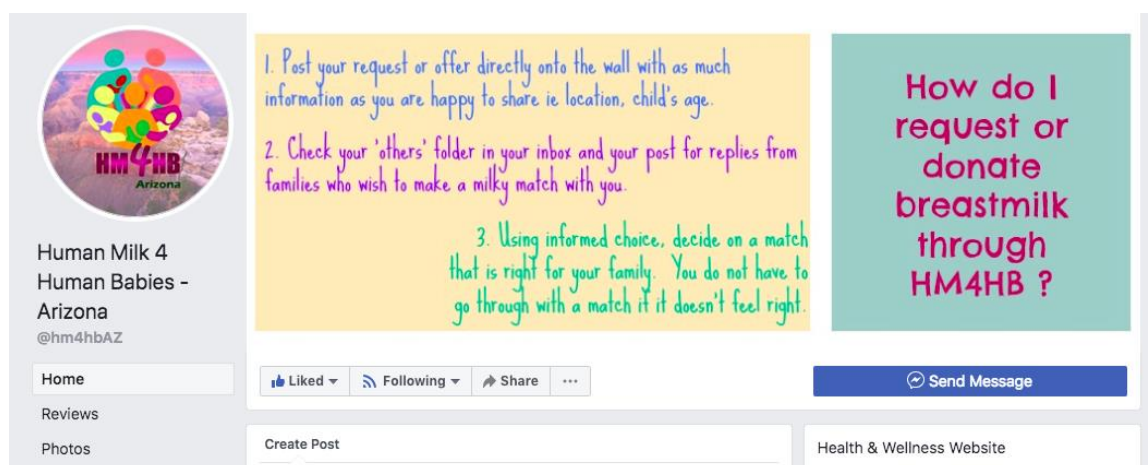 HM4HB
Arizona
Human Milk 4
Human Babies -
Arizona
@hm4hbAZ
Home
Reviews
Photos
1. Post your request or offer directly onto the wall with as much
information as you are happy to share ie location, child's age.
2. Check your 'others' folder in your inbox and your post for replies from
families who wish to make a milky match with you.
3. Using informed choice, decide on a match
that is right for your family. You do not have to
go through with a match if it doesn't feel right.
How do I
request or
donate
breastmilk
through
HM4HB ?
Liked
Following
Share
...
Send Message
Create Post
Health & Wellness Website